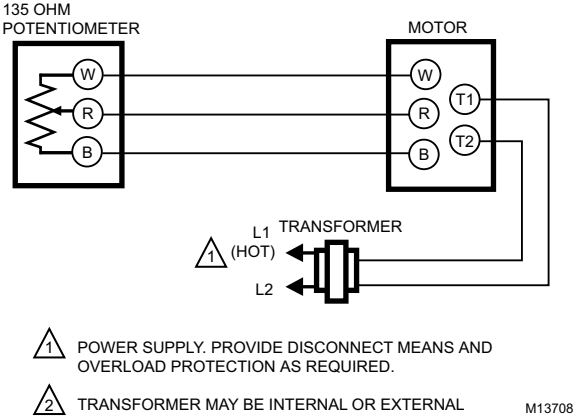 135 OHM
POTENTIOMETER
MOTOR
W
R
B
W
R
B
T1
T2
TRANSFORMER
L1
(HOT)
1
L2
1 POWER SUPPLY. PROVIDE DISCONNECT MEANS AND
OVERLOAD PROTECTION AS REQUIRED.
2 TRANSFORMER MAY BE INTERNAL OR EXTERNAL
M13708